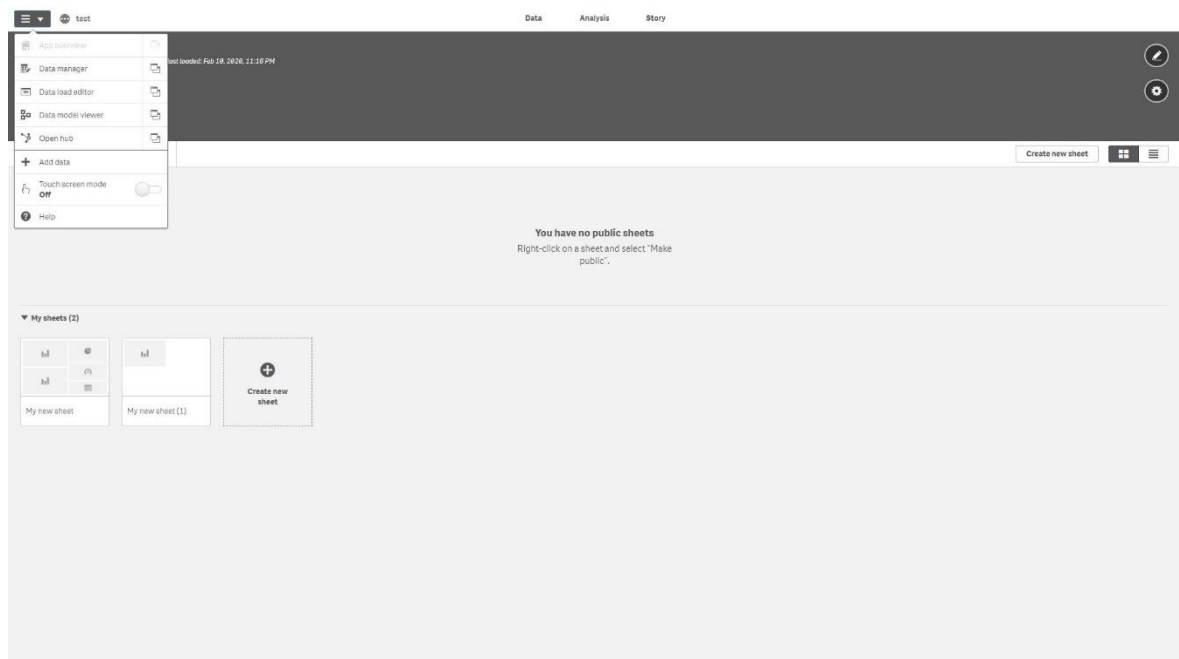 test
Data
Analysis
Story
App overview
Data manager
Data load editor
Data model viewer
Open hub
Add data
Touch screen mode
Off
Help
last loaded: Feb 10, 2020, 11:16 PM
Create new sheet
You have no public sheets
Right-click on a sheet and select "Make
public".
My sheets (2)
My new sheet
My new sheet (1)
Create new
sheet